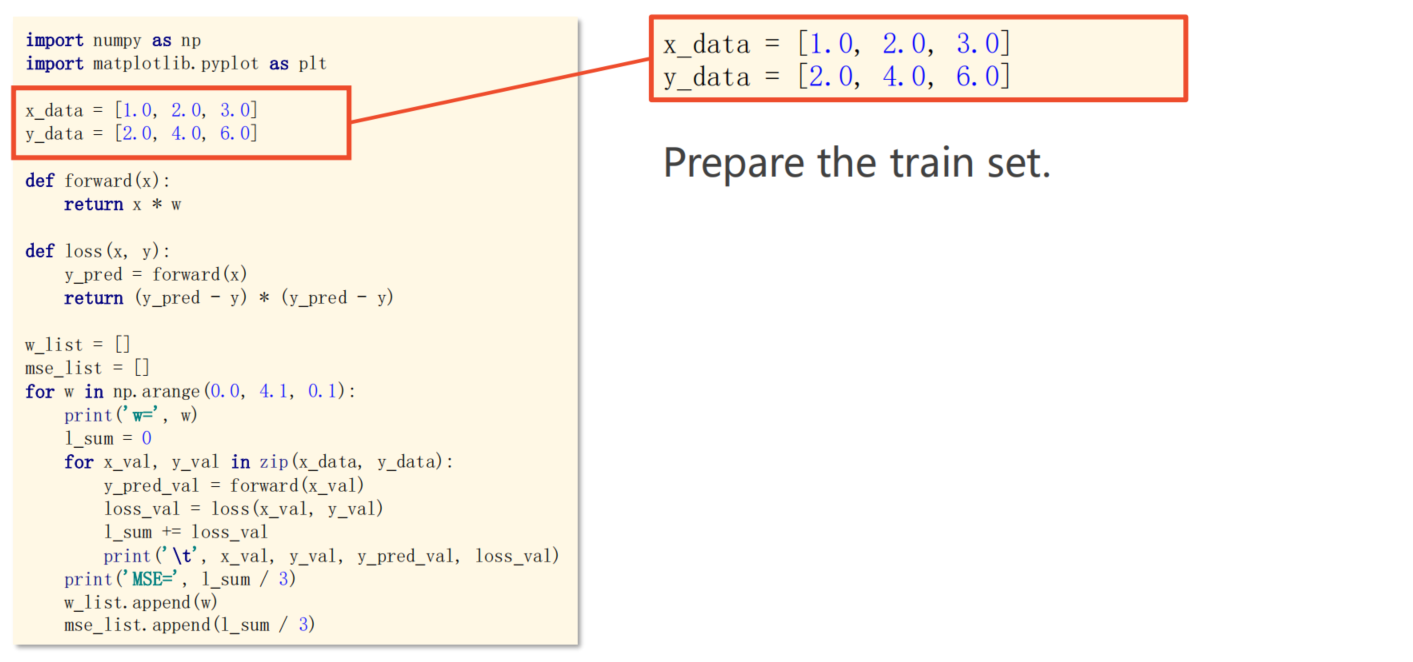 import numpy as np
import matplotlib.pyplot as plt
x_data = [1.0, 2.0, 3.0]
y_data = [2.0, 4.0, 6.0]
def forward(x):
    return x * w
def loss(x, y):
    y_pred = forward(x)
    return (y_pred - y) * (y_pred - y)
w_list = []
mse_list = []
for w in np.arange(0.0, 4.1, 0.1):
    print('w=', w)
    l_sum = 0
    for x_val, y_val in zip(x_data, y_data):
        y_pred_val = forward(x_val)
        loss_val = loss(x_val, y_val)
        l_sum += loss_val
        print('\t', x_val, y_val, y_pred_val, loss_val)
    print('MSE=', l_sum / 3)
    w_list.append(w)
    mse_list.append(l_sum / 3)
x_data = [1.0, 2.0, 3.0]
y_data = [2.0, 4.0, 6.0]
Prepare the train set.